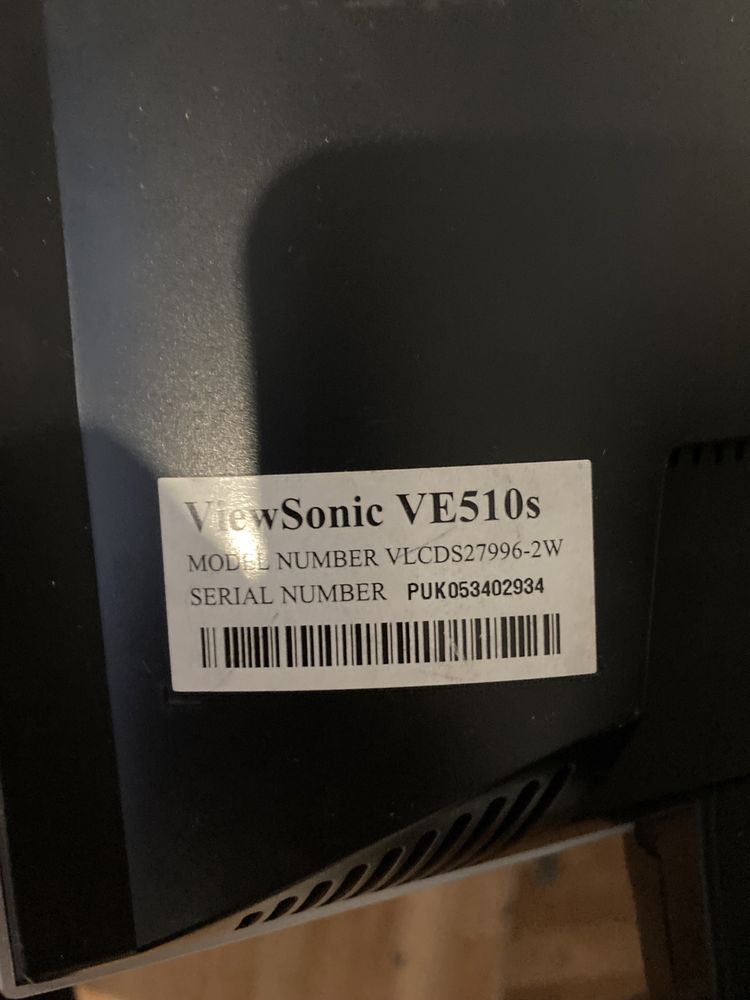 ViewSonic VE510s
MODEL NUMBER VLCDS27996-2W
SERIAL NUMBER PUK053402934